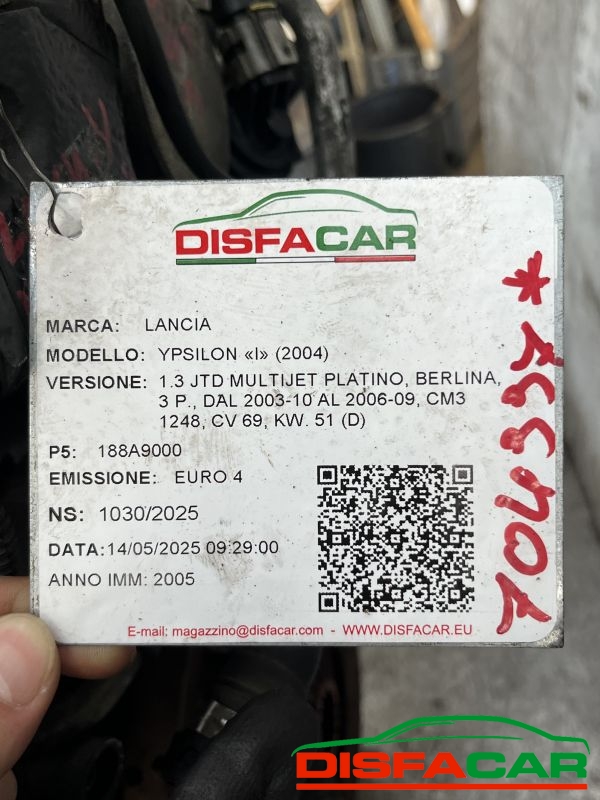 DISFACAR
MARCA: LANCIA
MODELLO: YPSILON «I» (2004)
VERSIONE: 1.3 JTD MULTIJET PLATINO, BERLINA,
3 P., DAL 2003-10 AL 2006-09, CM3
1248, CV 69, KW. 51 (D)
P5: 188A9000
EMISSIONE: EURO 4
NS: 1030/2025
DATA:14/05/2025 09:29:00
ANNO IMM: 2005
E-mail: magazzino@disfacar.com - WWW.DISFACAR.EU
704997 *
DISFACAR